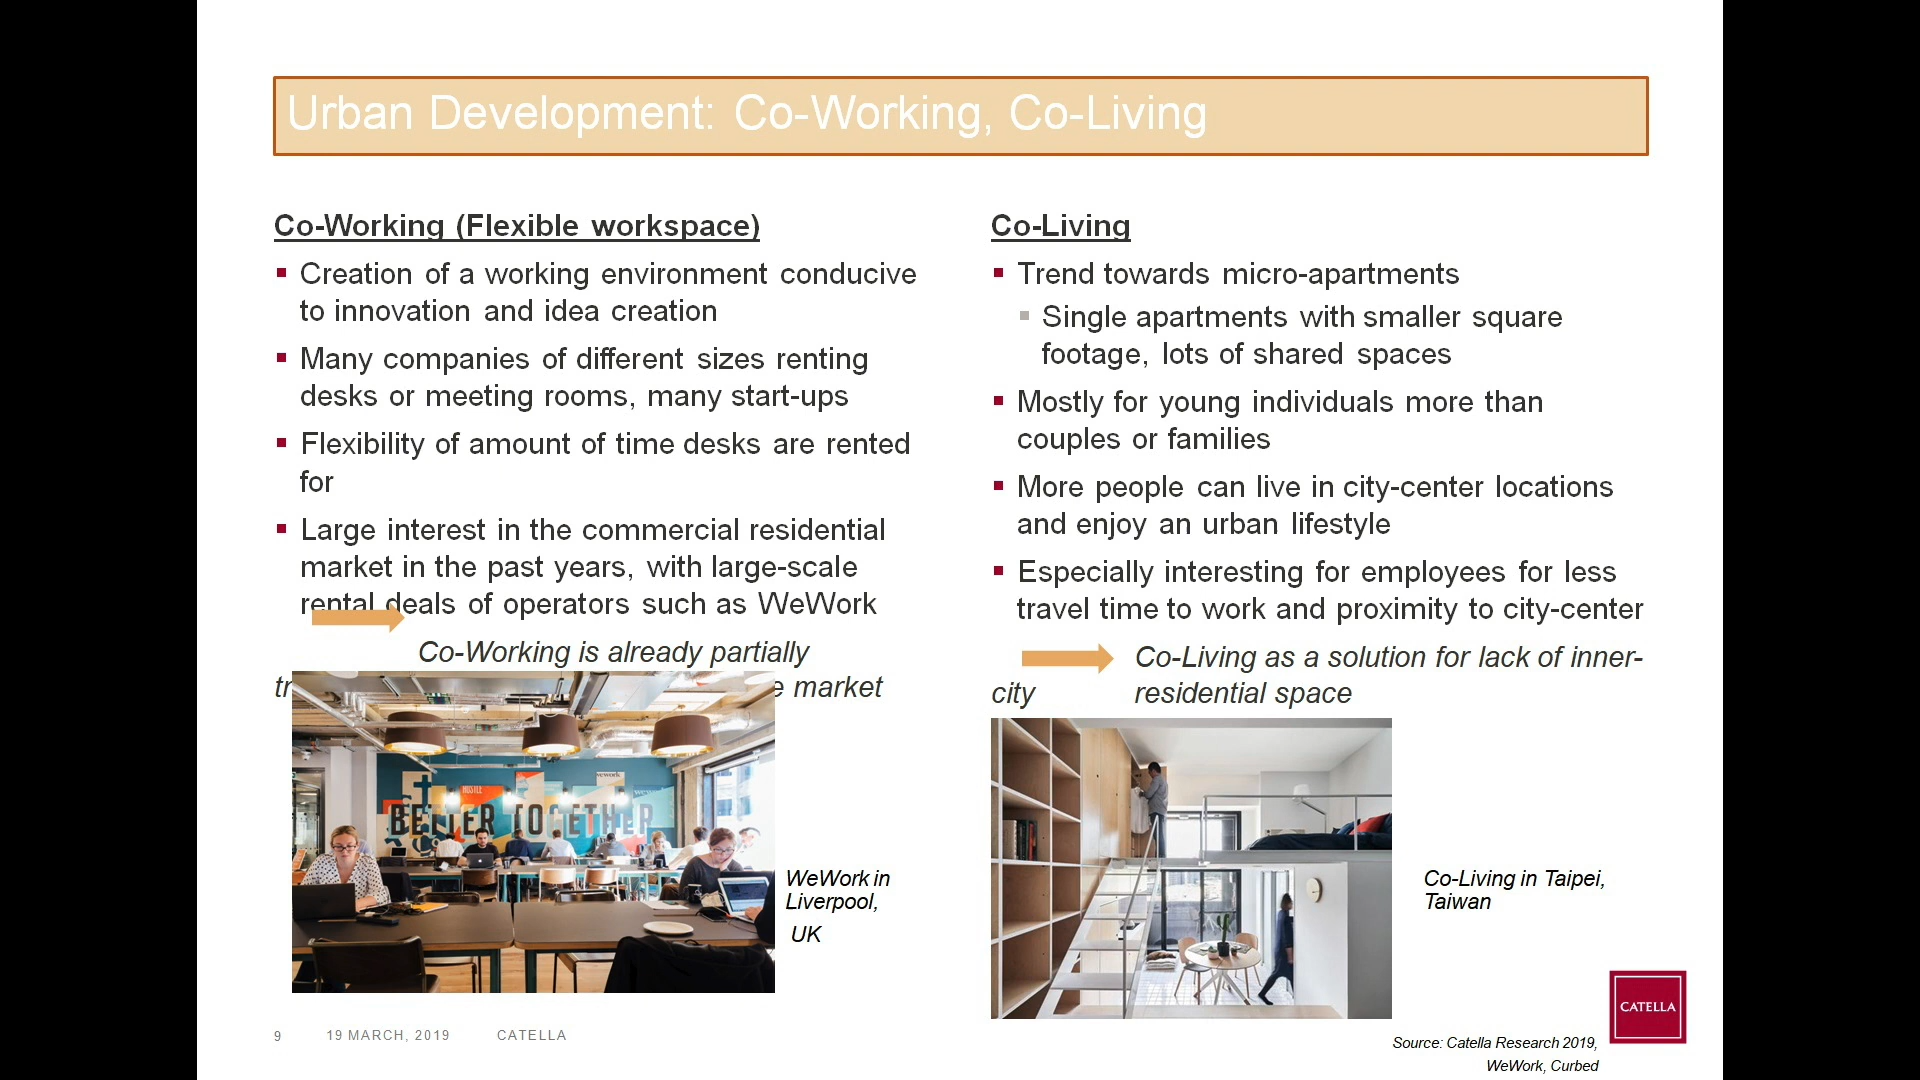 Urban Development: Co-Working, Co-Living
Co-Working (Flexible workspace)
▪ Creation of a working environment conducive
to innovation and idea creation
▪ Many companies of different sizes renting
desks or meeting rooms, many start-ups
▪ Flexibility of amount of time desks are rented
for
▪ Large interest in the commercial residential
market in the past years, with large-scale
rental deals of operators such as WeWork
Co-Working is already partially
market
HUSTLE
wework
BETTER TOGETHER
WeWork in
Liverpool,
UK
Co-Living
▪ Trend towards micro-apartments
▪ Single apartments with smaller square
footage, lots of shared spaces
▪ Mostly for young individuals more than
couples or families
▪ More people can live in city-center locations
and enjoy an urban lifestyle
▪ Especially interesting for employees for less
travel time to work and proximity to city-center
Co-Living as a solution for lack of inner-
city residential space
Co-Living in Taipei,
Taiwan
CATELLA
9 19 MARCH, 2019 CATELLA
Source: Catella Research 2019,
WeWork, Curbed